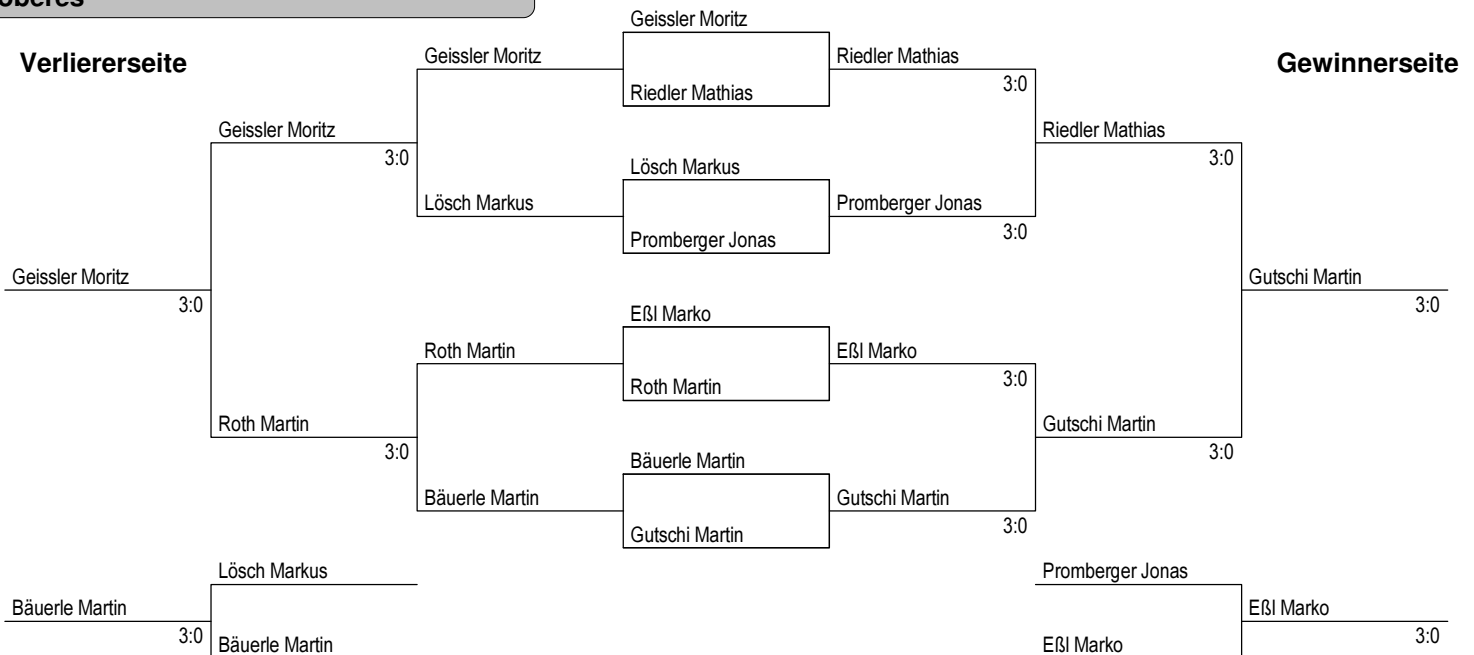 oberes
Geissler Moritz
Verliererseite
Geissler Moritz
Riedler Mathias
Gewinnerseite
3:0
Riedler Mathias
Geissler Moritz
Riedler Mathias
3:0
3:0
Lösch Markus
Lösch Markus
Promberger Jonas
3:0
Promberger Jonas
Geissler Moritz
Gutschi Martin
3:0
3:0
Eßl Marko
Roth Martin
Eßl Marko
3:0
Roth Martin
Roth Martin
Gutschi Martin
3:0
3:0
Bäuerle Martin
Bäuerle Martin
Gutschi Martin
3:0
Gutschi Martin
Lösch Markus
Promberger Jonas
Bäuerle Martin
Eßl Marko
3:0
3:0
Bäuerle Martin
Eßl Marko